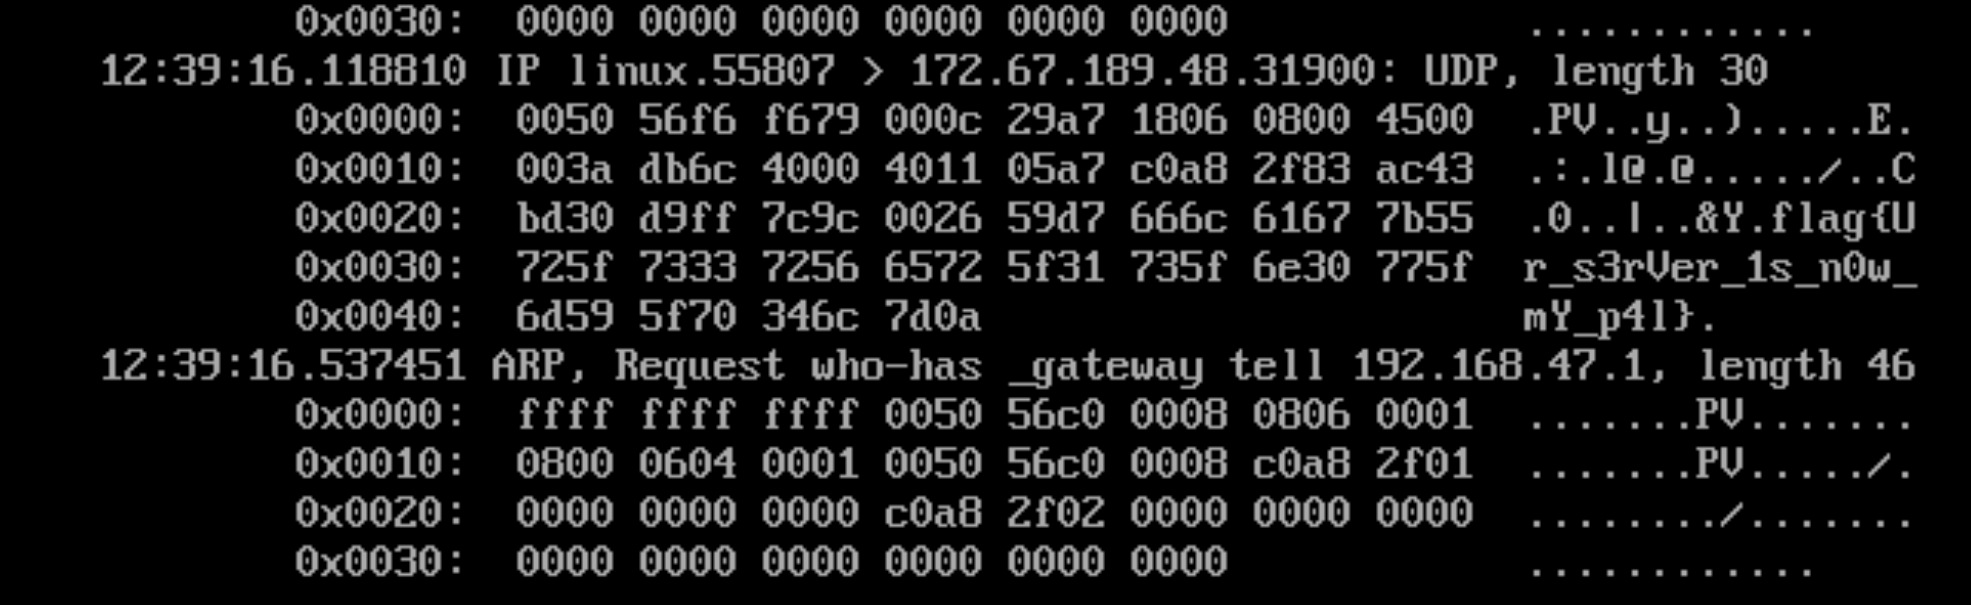 0x0030:  0000 0000 0000 0000 0000 0000            ............
12:39:16.118810 IP linux.55807 > 172.67.189.48.31900: UDP, length 30
0x0000:  0050 56f6 f679 000c 29a7 1806 0800 4500  .PV..y..).....E.
0x0010:  003a db6c 4000 4011 05a7 c0a8 2f83 ac43  .:.l@.@...../..C
0x0020:  bd30 d9ff 7c9c 0026 59d7 666c 6167 7b55  .0..|..&Y.flag{U
0x0030:  725f 7333 7256 6572 5f31 735f 6e30 775f  r_s3rVer_1s_n0w_
0x0040:  6d59 5f70 346c 7d0a                      mY_p4l}.
12:39:16.537451 ARP, Request who-has _gateway tell 192.168.47.1, length 46
0x0000:  ffff ffff ffff 0050 56c0 0008 0806 0001  .......PV.......
0x0010:  0800 0604 0001 0050 56c0 0008 c0a8 2f01  .......PV...../.
0x0020:  0000 0000 0000 c0a8 2f02 0000 0000 0000  ......../.......
0x0030:  0000 0000 0000 0000 0000 0000            ............